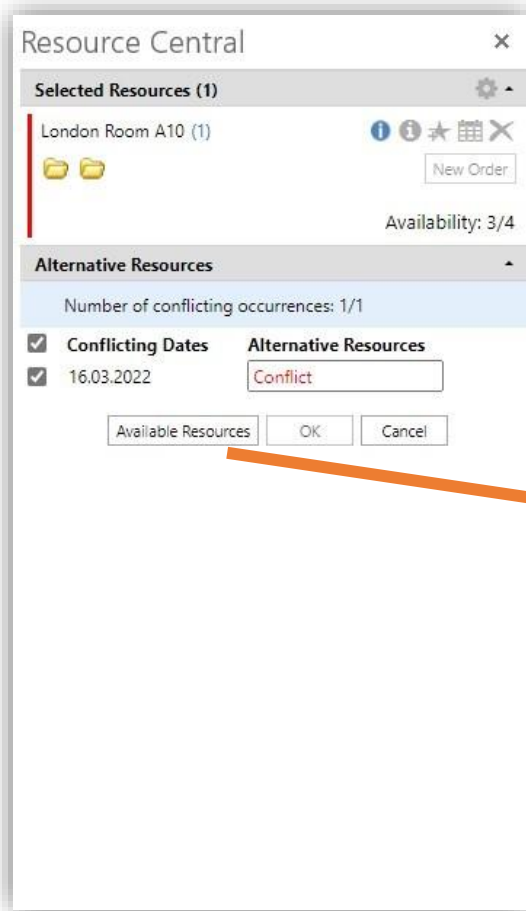 Resource Central
Selected Resources (1)
London Room A10 (1)
New Order
Availability: 3/4
Alternative Resources
Number of conflicting occurrences: 1/1
Conflicting Dates Alternative Resources
16.03.2022 Conflict
Available Resources OK Cancel